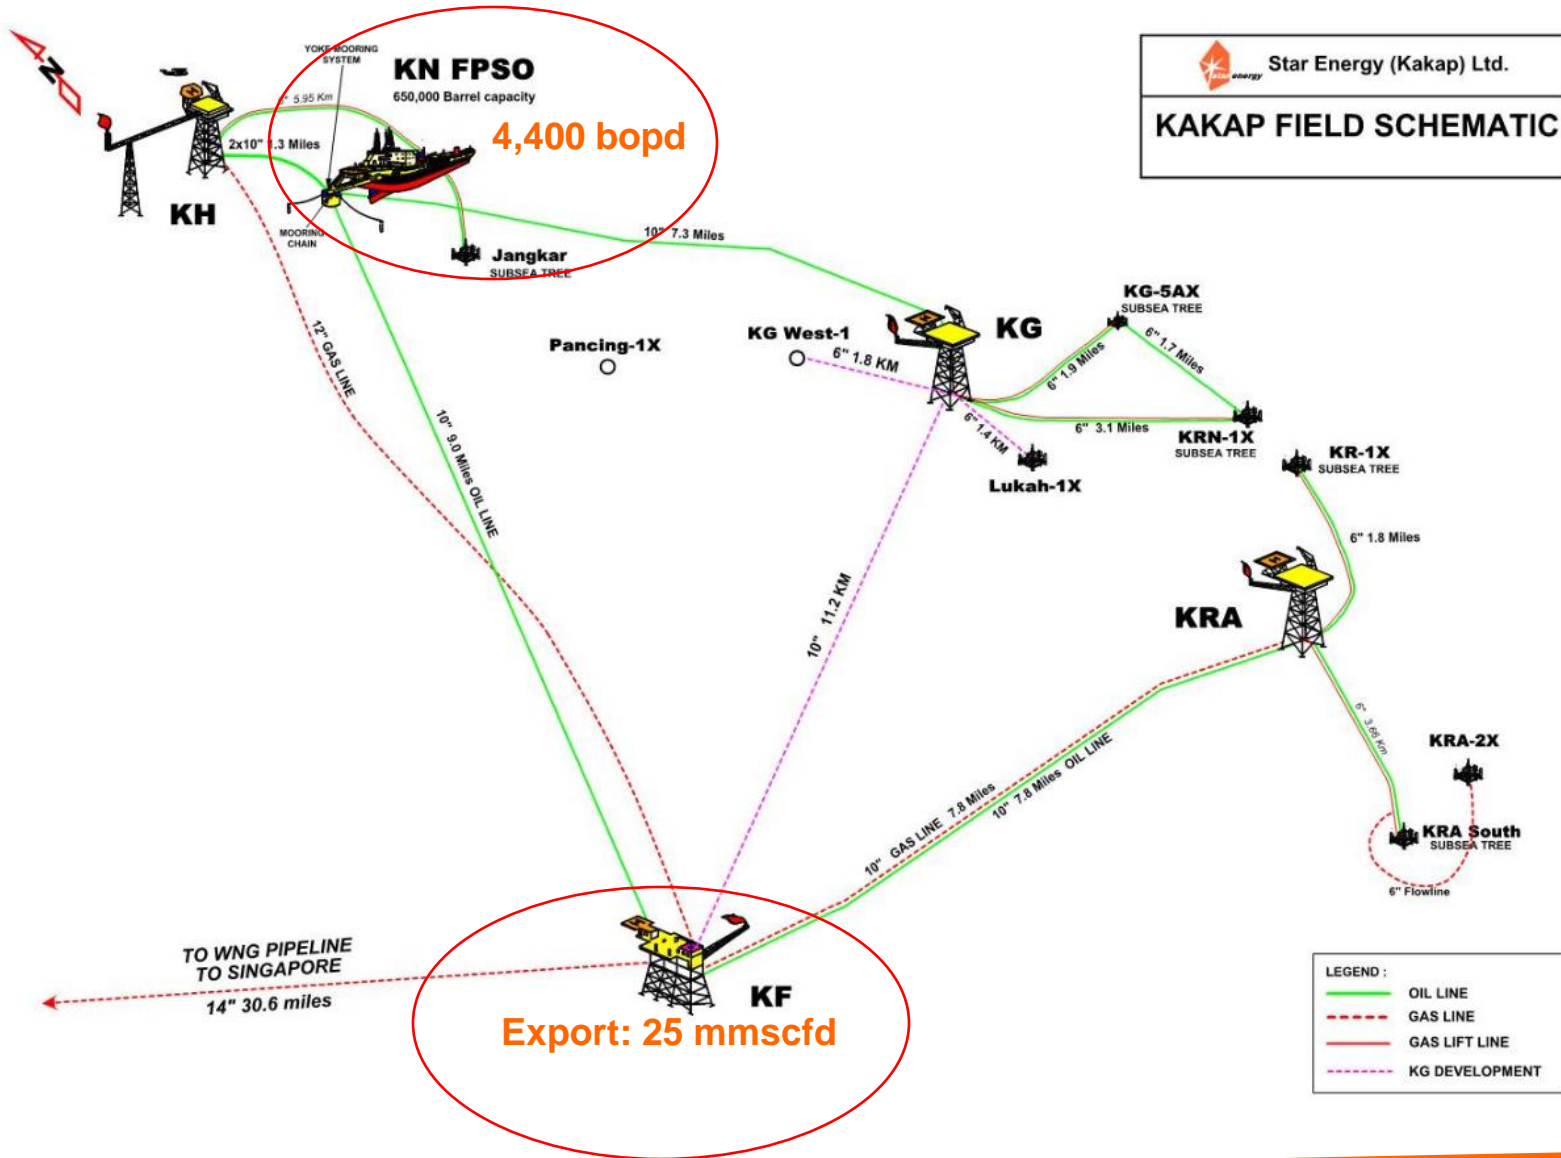 N
YOKE MOORING
SYSTEM
KN FPSO
650,000 Barrel capacity
4,400 bopd
star energy
Star Energy (Kakap) Ltd.
KAKAP FIELD SCHEMATIC
5.95 Km
2x10" 1.3 Miles
KH
MOORING
CHAIN
Jangkar
SUBSEA TREE
10" 7.3 Miles
KG-5AX
SUBSEA TREE
KG
KG West-1
Pancing-1X
6" 1.8 KM
6" 1.9 Miles
6" 1.7 Miles
12" GAS LINE
6" 1.4 KM
6" 3.1 Miles
KRN-1X
SUBSEA TREE
KR-1X
SUBSEA TREE
Lukah-1X
10" 9.0 Miles OIL LINE
6" 1.8 Miles
10" 11.2 KM
KRA
6" 3.66 Km
KRA-2X
10" GAS LINE 7.8 Miles
10" 7.8 Miles OIL LINE
KRA South
SUBSEA TREE
6" Flowline
TO WNG PIPELINE
TO SINGAPORE
14" 30.6 miles
KF
Export: 25 mmscfd
LEGEND :
OIL LINE
GAS LINE
GAS LIFT LINE
KG DEVELOPMENT